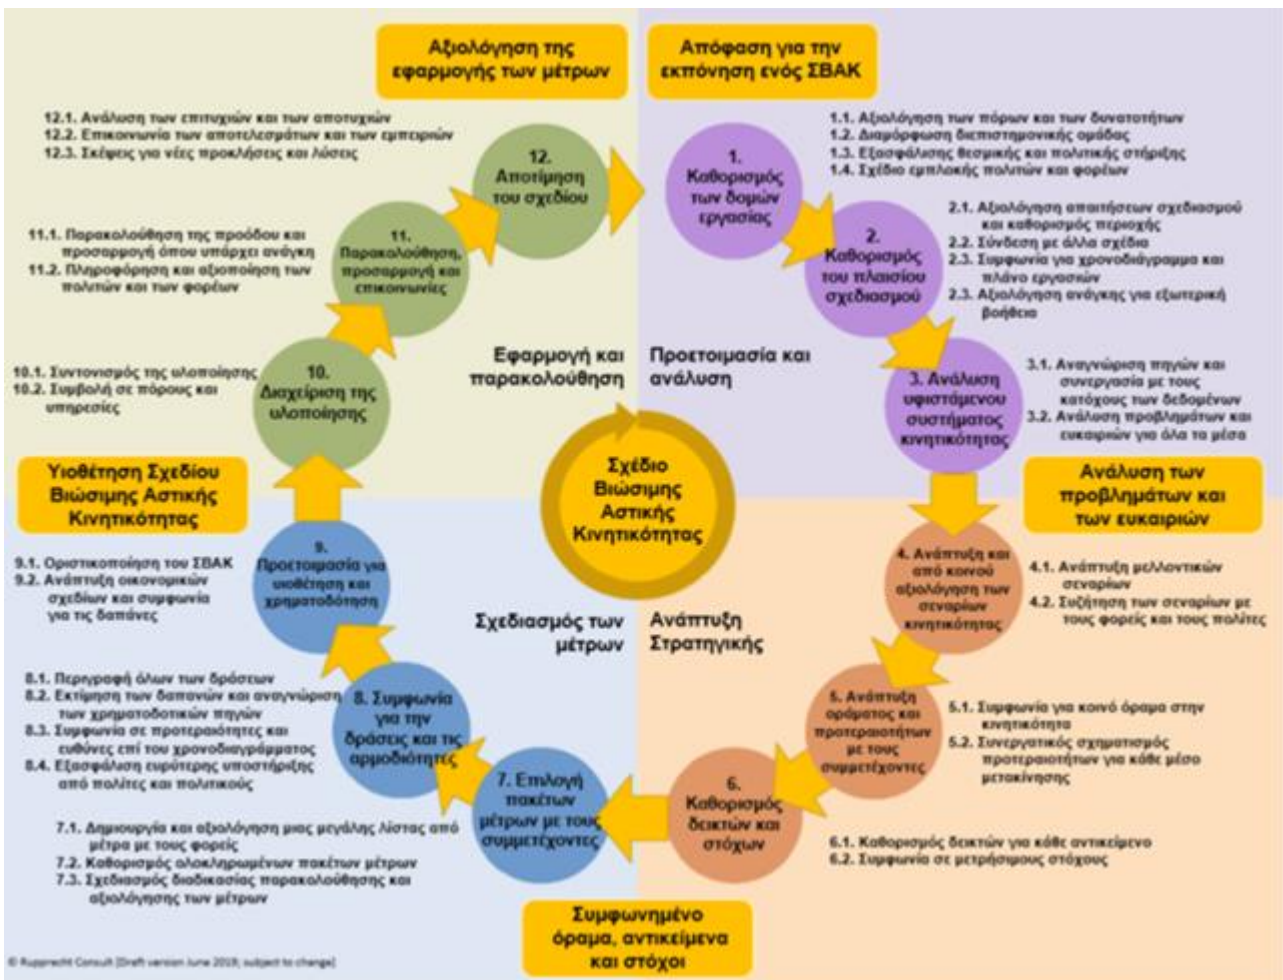 Αξιολόγηση της
εφαρμογής των μέτρων
Απόφαση για την
εκπόνηση ενός ΣΒΑΚ
12.1. Ανάλυση των επιτυχιών και των αποτυχιών
12.2. Επικοινωνία των αποτελεσμάτων και των εμπειριών
12.3. Σκέψεις για νέες προκλήσεις και λύσεις
12.
Αποτίμηση
του σχεδίου
1.
Καθορισμός
των δομών
εργασίας
1.1. Αξιολόγηση των πόρων και των δυνατοτήτων
1.2. Διαμόρφωση διεπιστημονικής ομάδας
1.3. Εξασφάλισης θεσμικής και πολιτικής στήριξης
1.4. Σχέδιο εμπλοκής πολιτών και φορέων
11.1. Παρακολούθηση της προόδου και
προσαρμογή όπου υπάρχει ανάγκη
11.2. Πληροφόρηση και αξιοποίηση των
πολιτών και των φορέων
11.
Παρακολούθηση,
προσαρμογή και
επικοινωνίες
2.
Καθορισμός
του πλαισίου
σχεδιασμού
2.1. Αξιολόγηση απαιτήσεων σχεδιασμού
και καθορισμός περιοχής
2.2. Σύνδεση με άλλα σχέδια
2.3. Συμφωνία για χρονοδιάγραμμα και
πλάνο εργασιών
2.3. Αξιολόγηση ανάγκης για εξωτερική
βοήθεια
10.1. Συντονισμός της υλοποίησης
10.2. Συμβολή σε πόρους και
υπηρεσίες
10.
Διαχείριση της
υλοποίησης
Εφαρμογή και
παρακολούθηση
Προετοιμασία και
ανάλυση
3. Ανάλυση
υφιστάμενου
συστήματος
κινητικότητας
3.1. Αναγνώριση πηγών και
συνεργασία με τους
κατόχους των δεδομένων
3.2. Ανάλυση προβλημάτων και
ευκαιριών για όλα τα μέσα
Υιοθέτηση Σχεδίου
Βιώσιμης Αστικής
Κινητικότητας
Σχέδιο
Βιώσιμης
Αστικής
Κινητικότητας
Ανάλυση των
προβλημάτων και
των ευκαιριών
9.1. Οριστικοποίηση του ΣΒΑΚ
9.2. Ανάπτυξη οικονομικών
σχεδίων και συμφωνία
για τις δαπάνες
9.
Προετοιμασία για
υιοθέτηση και
χρηματοδότηση
4. Ανάπτυξη και
από κοινού
αξιολόγηση των
σεναρίων
κινητικότητας
4.1. Ανάπτυξη μελλοντικών
σεναρίων
4.2. Συζήτηση των σεναρίων με
τους φορείς και τους πολίτες
Σχεδιασμός των
μέτρων
Ανάπτυξη
Στρατηγικής
8.1. Περιγραφή όλων των δράσεων
8.2. Εκτίμηση των δαπανών και αναγνώριση
των χρηματοδοτικών πηγών
8.3. Συμφωνία σε προτεραιότητες και
ευθύνες επί του χρονοδιαγράμματος
8.4. Εξασφάλιση ευρύτερης υποστήριξης
από πολίτες και πολιτικούς
8. Συμφωνία
για την
δράσεις και τις
αρμοδιότητες
5. Ανάπτυξη
οράματος και
προτεραιοτήτων
με τους
συμμετέχοντες
5.1. Συμφωνία για κοινό όραμα στην
κινητικότητα
5.2. Συνεργατικός σχηματισμός
προτεραιοτήτων για κάθε μέσο
μετακίνησης
7. Επιλογή
πακέτων
μέτρων με τους
συμμετέχοντες
6.
Καθορισμός
δεικτών και
στόχων
7.1. Δημιουργία και αξιολόγηση μιας μεγάλης λίστας από
μέτρα με τους φορείς
7.2. Καθορισμός ολοκληρωμένων πακέτων μέτρων
7.3. Σχεδιασμός διαδικασίας παρακολούθησης και
αξιολόγησης των μέτρων
6.1. Καθορισμός δεικτών για κάθε αντικείμενο
6.2. Συμφωνία σε μετρήσιμους στόχους
Συμφωνημένο
όραμα, αντικείμενα
και στόχοι
© Rupprecht Consult [Draft version June 2019, subject to change]